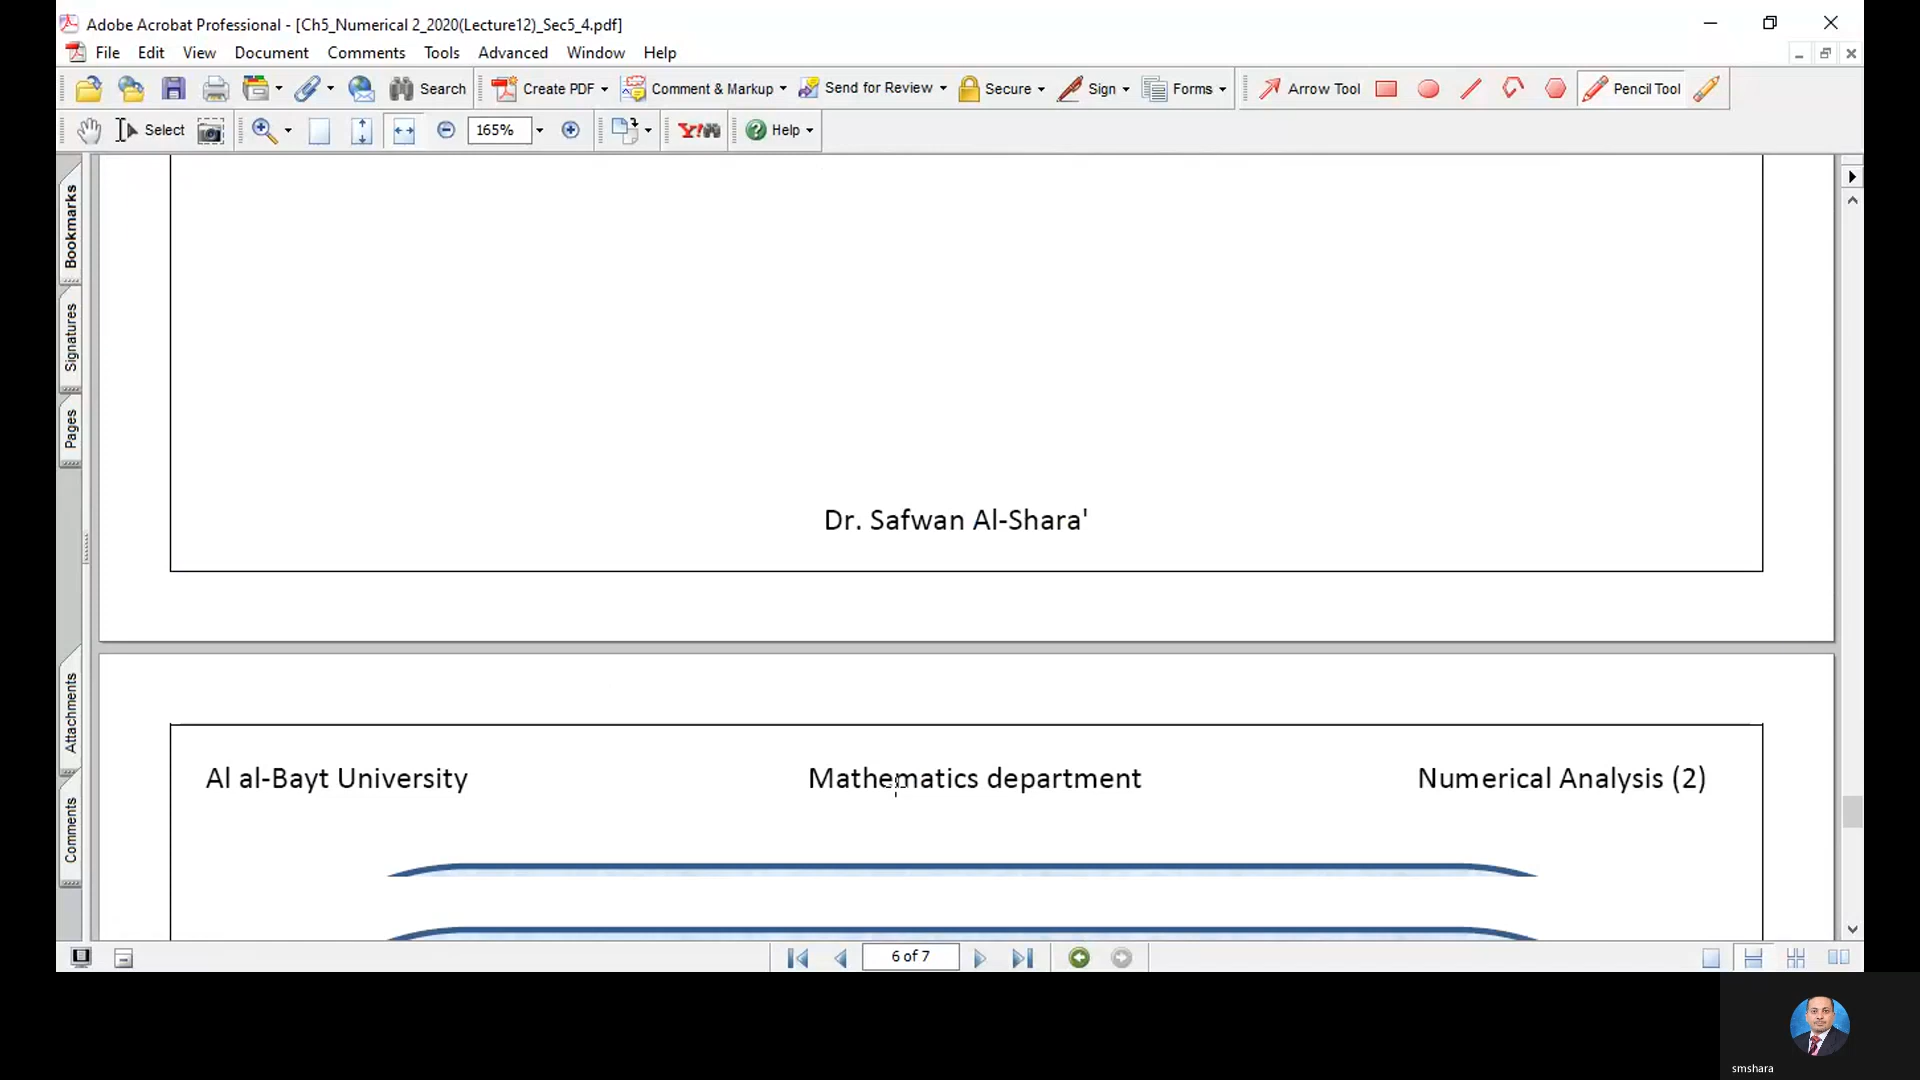 Adobe Acrobat Professional - [Ch5_Numerical 2_2020(Lecture12)_Sec5_4.pdf]
File Edit View Document Comments Tools Advanced Window Help
Search Create PDF Comment & Markup Send for Review Secure Sign Forms Arrow Tool Pencil Tool
Select 165% Y! Help
Bookmarks
Signatures
Pages
Attachments
Comments
Dr. Safwan Al-Shara'
Al al-Bayt University Mathematics department Numerical Analysis (2)
6 of 7
smshara